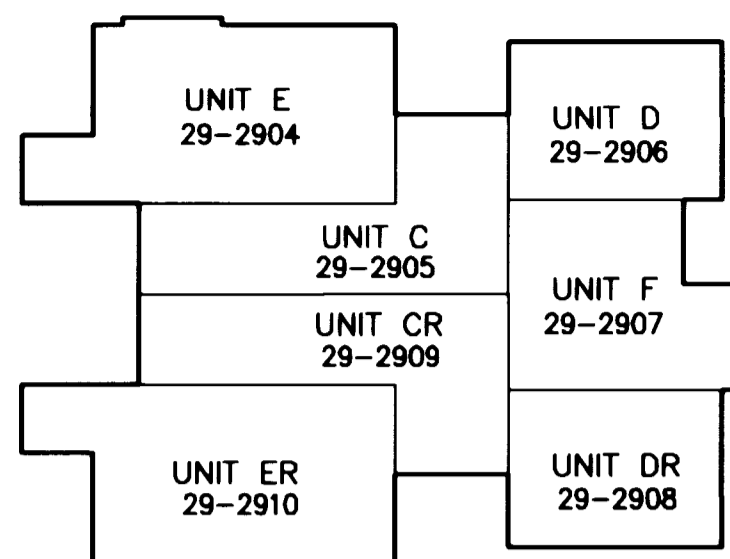 UNIT E
29-2904
UNIT D
29-2906
UNIT C
29-2905
UNIT F
29-2907
UNIT CR
29-2909
UNIT ER
29-2910
UNIT DR
29-2908